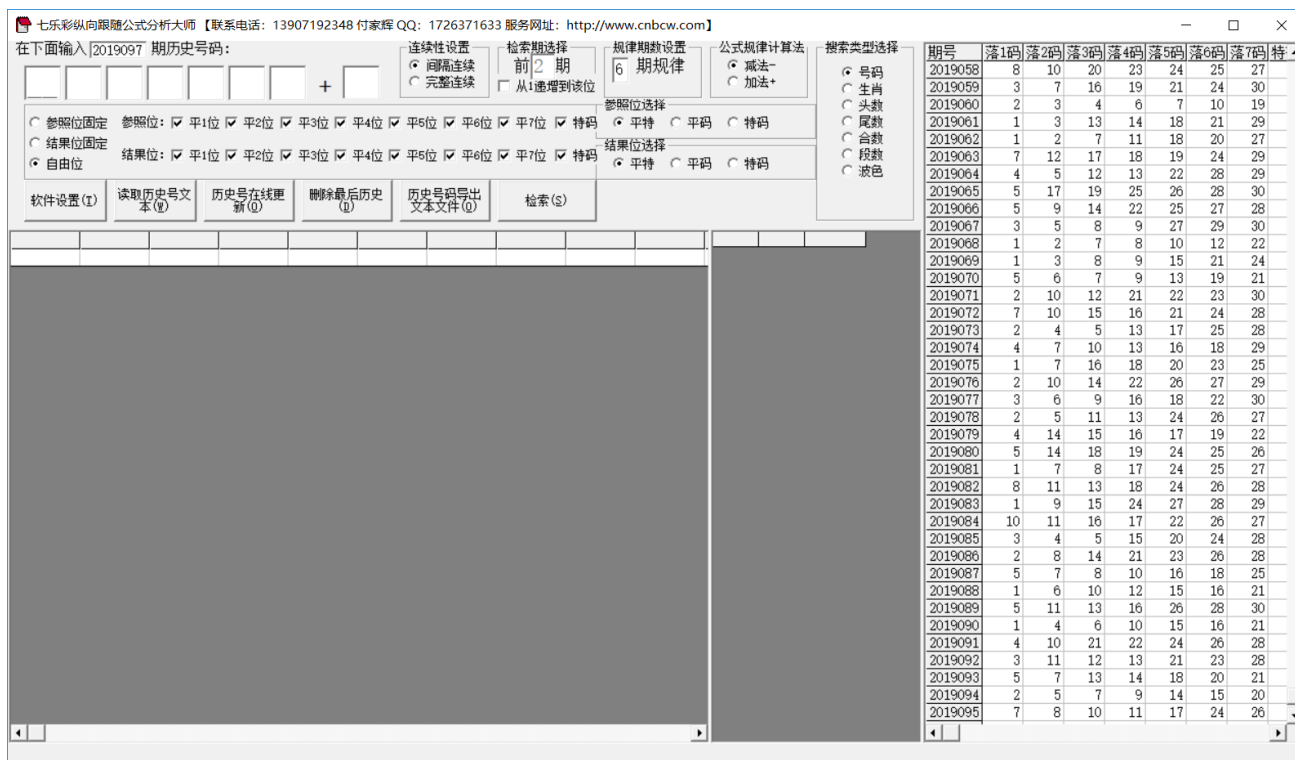 七乐彩纵向跟随公式分析大师 【联系电话：13907192348 付家辉 QQ：1726371633 服务网址：http://www.cnbcw.com】
在下面输入 2019097 期历史号码：
+
连续性设置
间隔连续
完整连续
检索期选择
前 2 期
从1递增到该位
规律期数设置
6 期规律
公式规律计算法
减法-
加法+
搜索类型选择
号码
生肖
头数
尾数
合数
段数
波色
参照位固定
结果位固定
自由位
参照位： 平1位 平2位 平3位 平4位 平5位 平6位 平7位 特码
结果位： 平1位 平2位 平3位 平4位 平5位 平6位 平7位 特码
参照位选择
平特 平码 特码
结果位选择
平特 平码 特码
软件设置(I)
读取历史号文本(W)
历史号在线更新(O)
删除最后历史(D)
历史号码导出文本文件(O)
检索(S)
期号 落1码 落2码 落3码 落4码 落5码 落6码 落7码 特
2019058 8 10 20 23 24 25 27
2019059 3 7 16 19 21 24 30
2019060 2 3 4 6 7 10 19
2019061 1 3 13 14 18 21 29
2019062 1 2 7 11 18 20 27
2019063 7 12 17 18 19 24 29
2019064 4 5 12 13 22 28 29
2019065 5 17 19 25 26 28 30
2019066 5 9 14 22 25 27 28
2019067 3 5 8 9 27 29 30
2019068 1 2 7 8 10 12 22
2019069 1 3 8 9 15 21 24
2019070 5 6 7 9 13 19 21
2019071 2 10 12 21 22 23 30
2019072 7 10 15 16 21 24 28
2019073 2 4 5 13 17 25 28
2019074 4 7 10 13 16 18 29
2019075 1 7 16 18 20 23 25
2019076 2 10 14 22 26 27 29
2019077 3 6 9 16 18 22 30
2019078 2 5 11 13 24 26 27
2019079 4 14 15 16 17 19 22
2019080 5 14 18 19 24 25 26
2019081 1 7 8 17 24 25 27
2019082 8 11 13 18 24 26 28
2019083 1 9 15 24 27 28 29
2019084 10 11 16 17 22 26 27
2019085 3 4 5 15 20 24 28
2019086 2 8 14 21 23 26 28
2019087 5 7 8 10 16 18 25
2019088 1 6 10 12 15 16 21
2019089 5 11 13 16 26 28 30
2019090 1 4 6 10 15 16 21
2019091 4 10 21 22 24 26 28
2019092 3 11 12 13 21 23 28
2019093 5 7 13 14 18 20 21
2019094 2 5 7 9 14 15 20
2019095 7 8 10 11 17 24 26